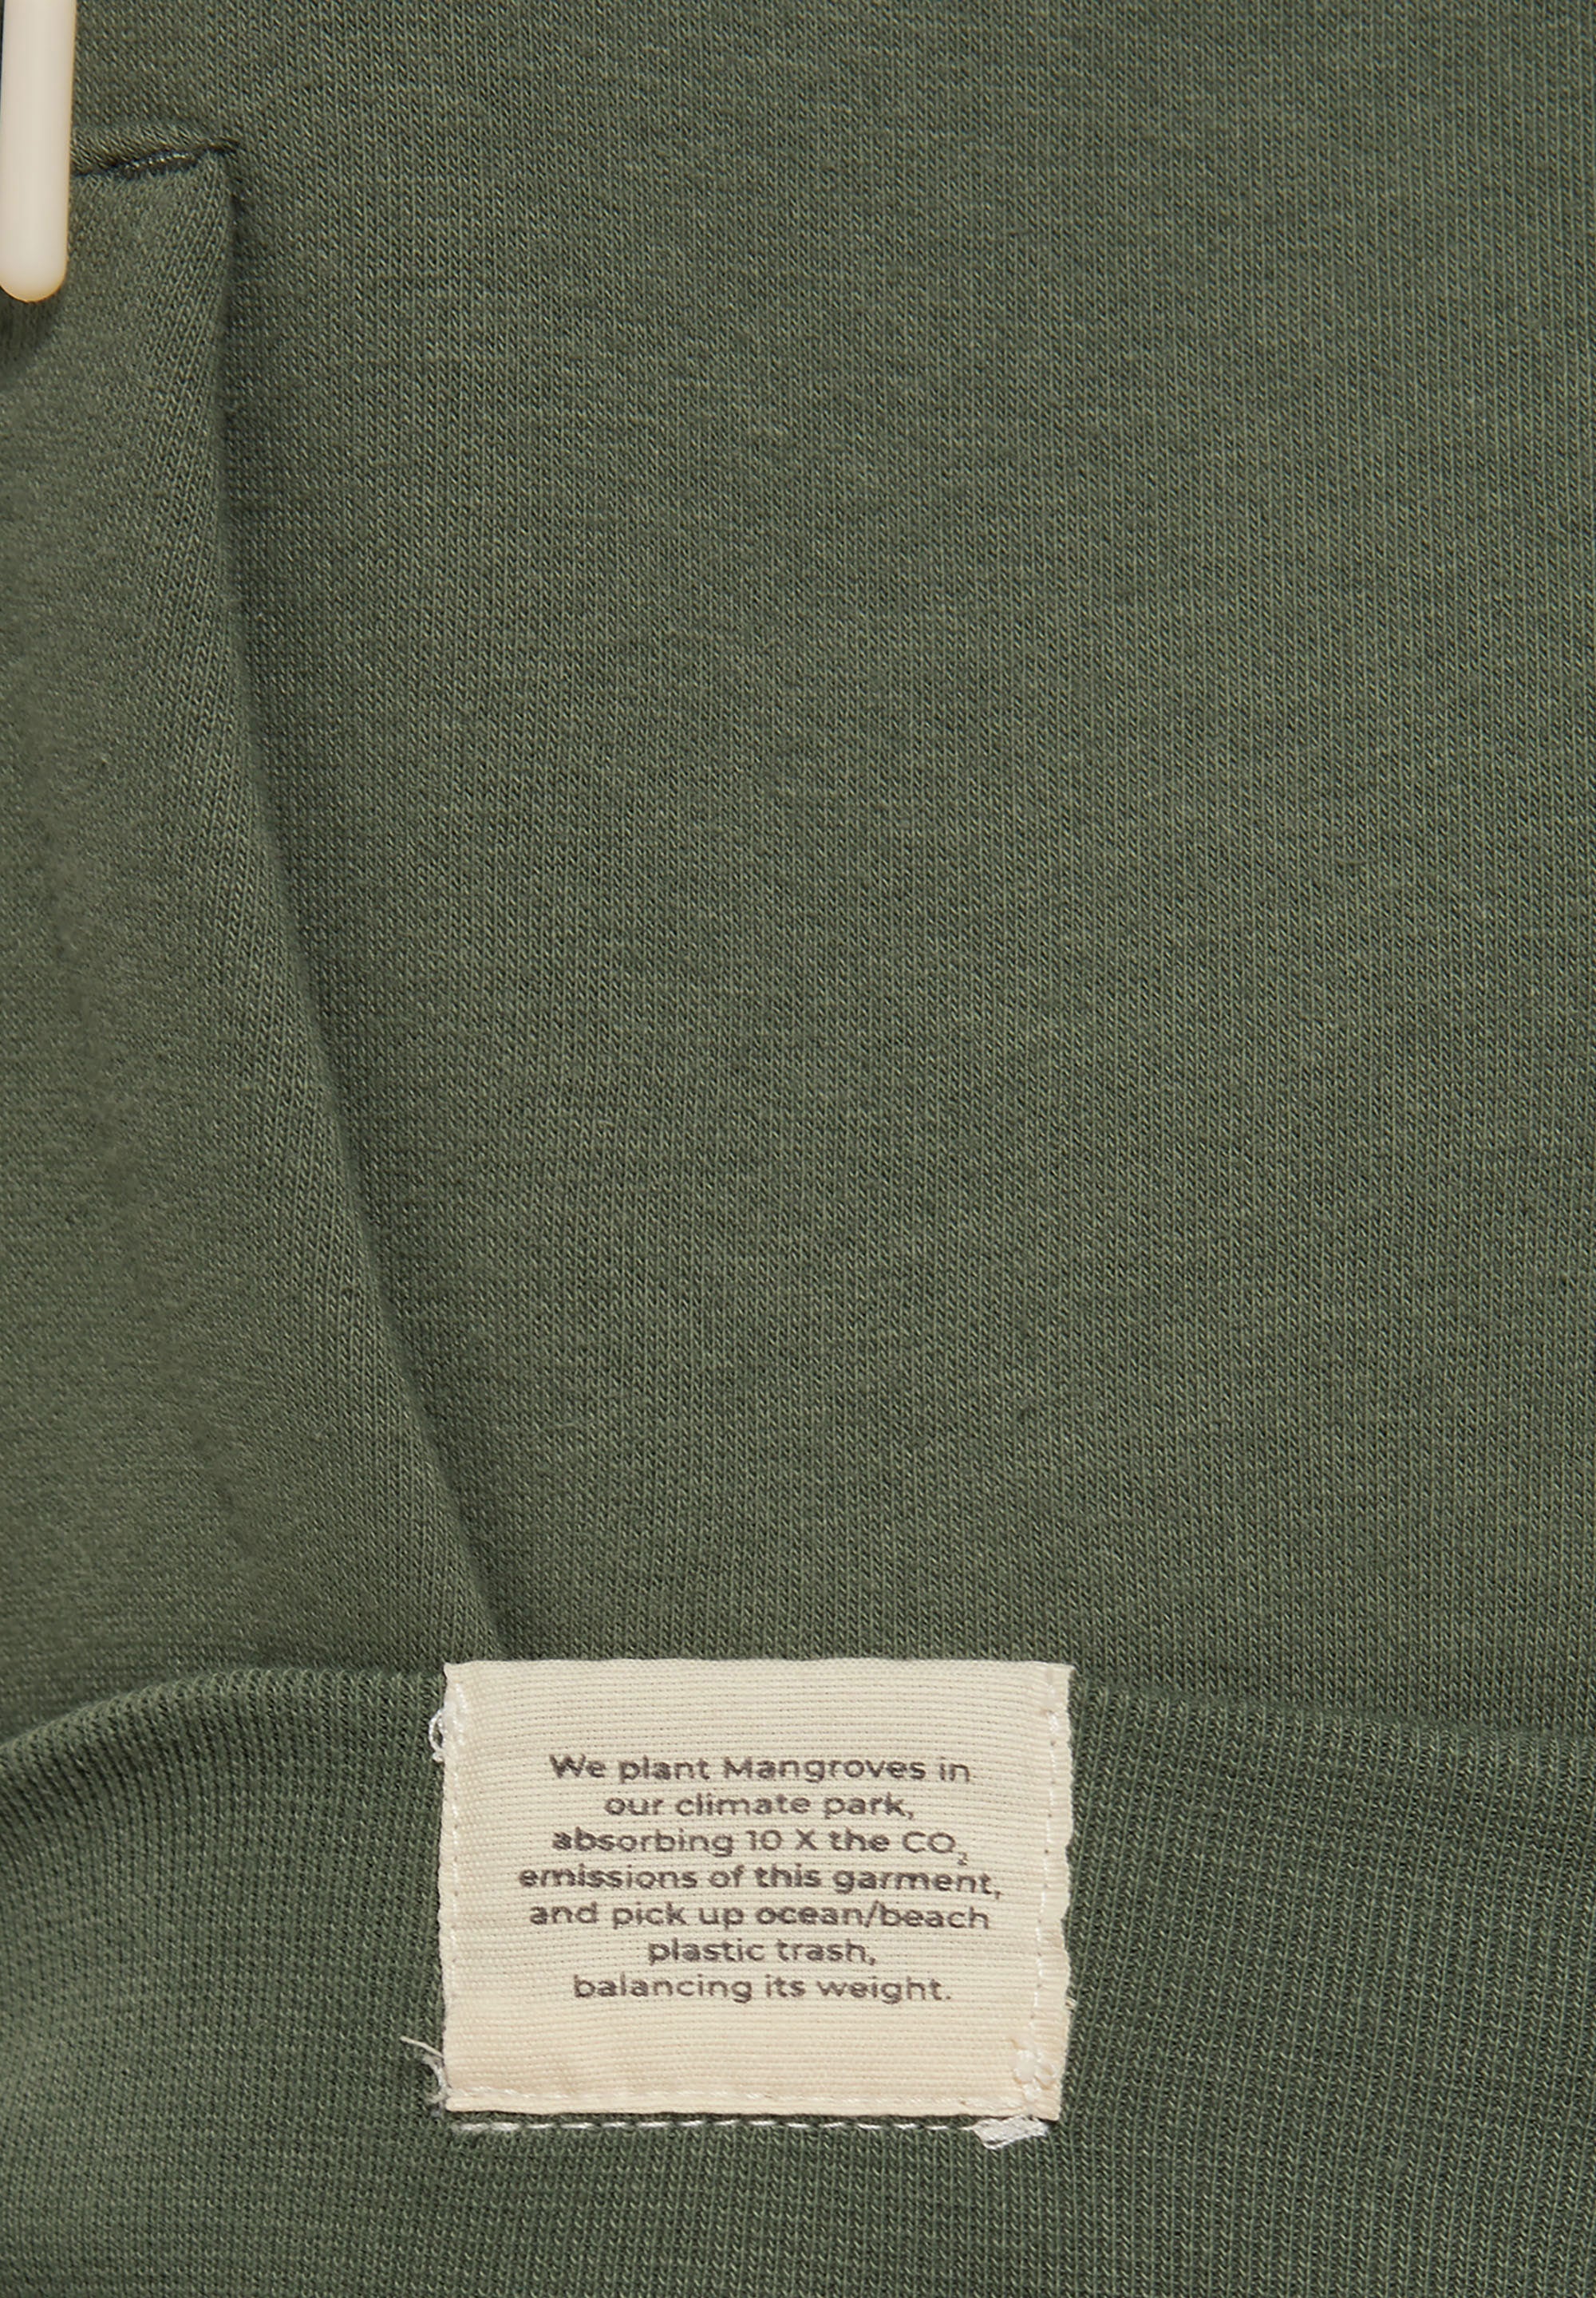 We plant Mangroves in
our climate park,
absorbing 10 X the CO₂
emissions of this garment,
and pick up ocean/beach
plastic trash,
balancing its weight.